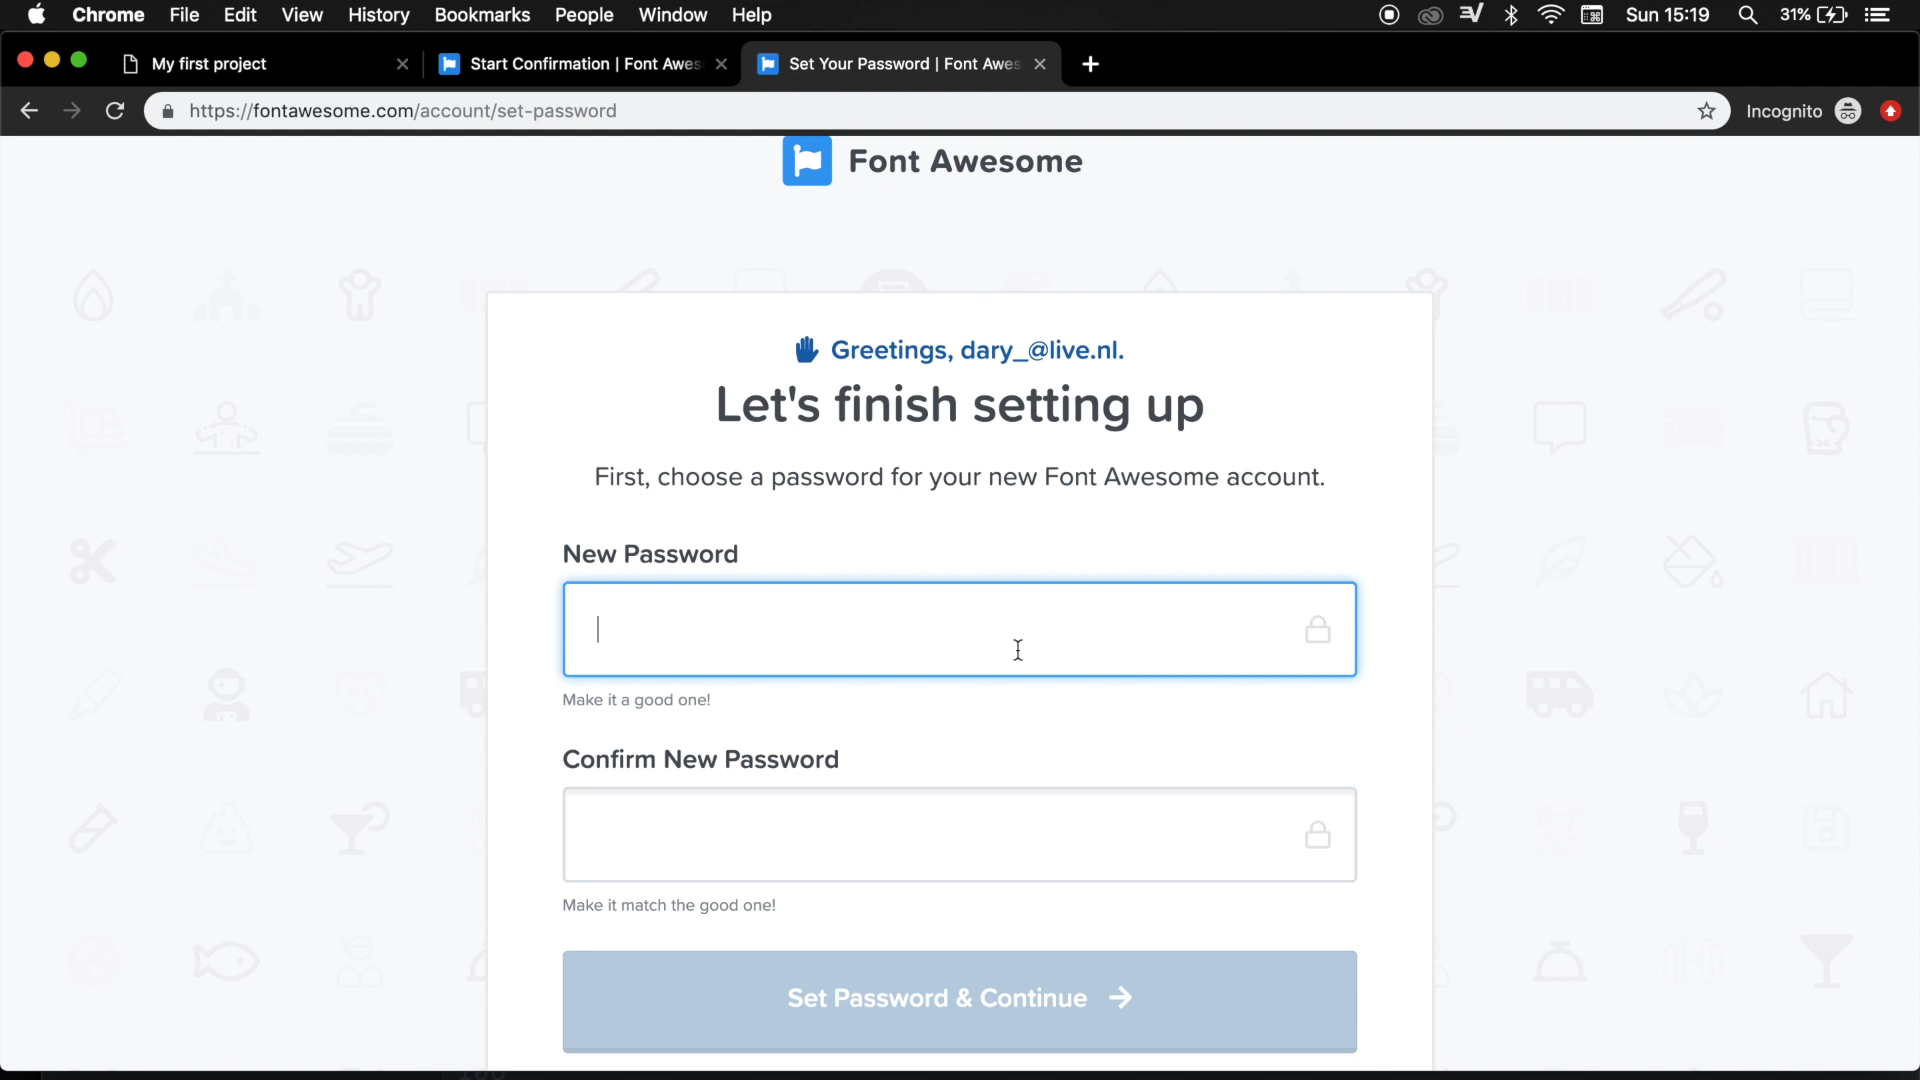 Chrome File Edit View History Bookmarks People Window Help Sun 15:19 31%
My first project Start Confirmation | Font Awes Set Your Password | Font Awes
https://fontawesome.com/account/set-password Incognito
Font Awesome
Greetings, dary_@live.nl.
Let's finish setting up
First, choose a password for your new Font Awesome account.
New Password
Make it a good one!
Confirm New Password
Make it match the good one!
Set Password & Continue